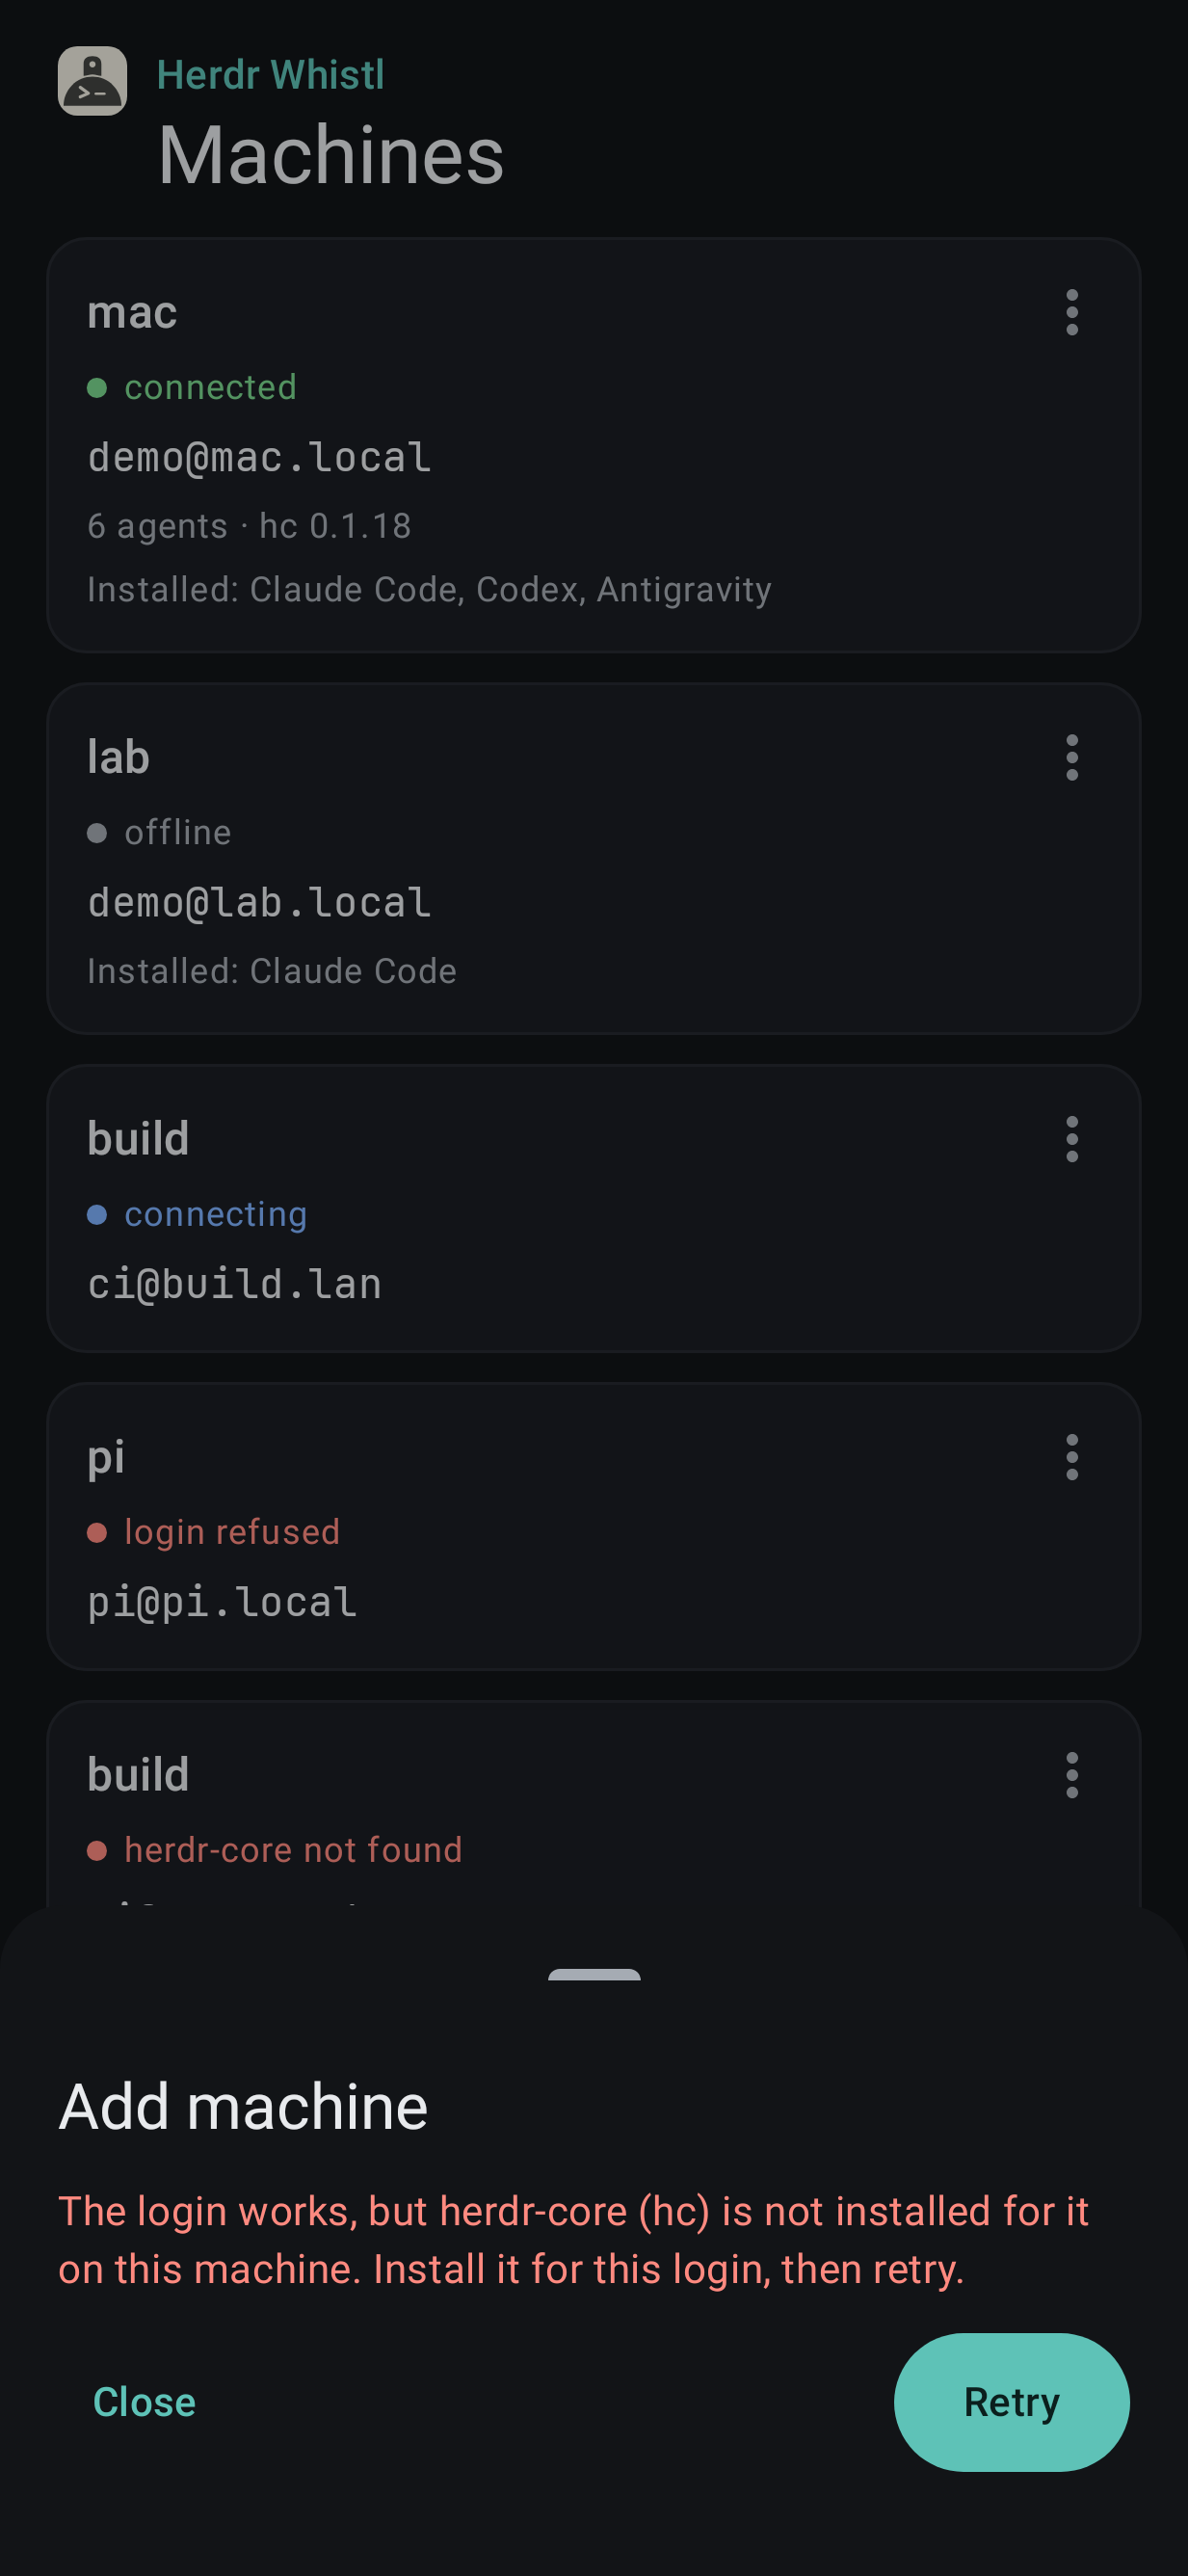 Herdr Whistl
Machines
mac
connected
demo@mac.local
6 agents · hc 0.1.18
Installed: Claude Code, Codex, Antigravity
lab
offline
demo@lab.local
Installed: Claude Code
build
connecting
ci@build.lan
pi
login refused
pi@pi.local
build
herdr-core not found
Add machine
The login works, but herdr-core (hc) is not installed for it
on this machine. Install it for this login, then retry.
Close
Retry